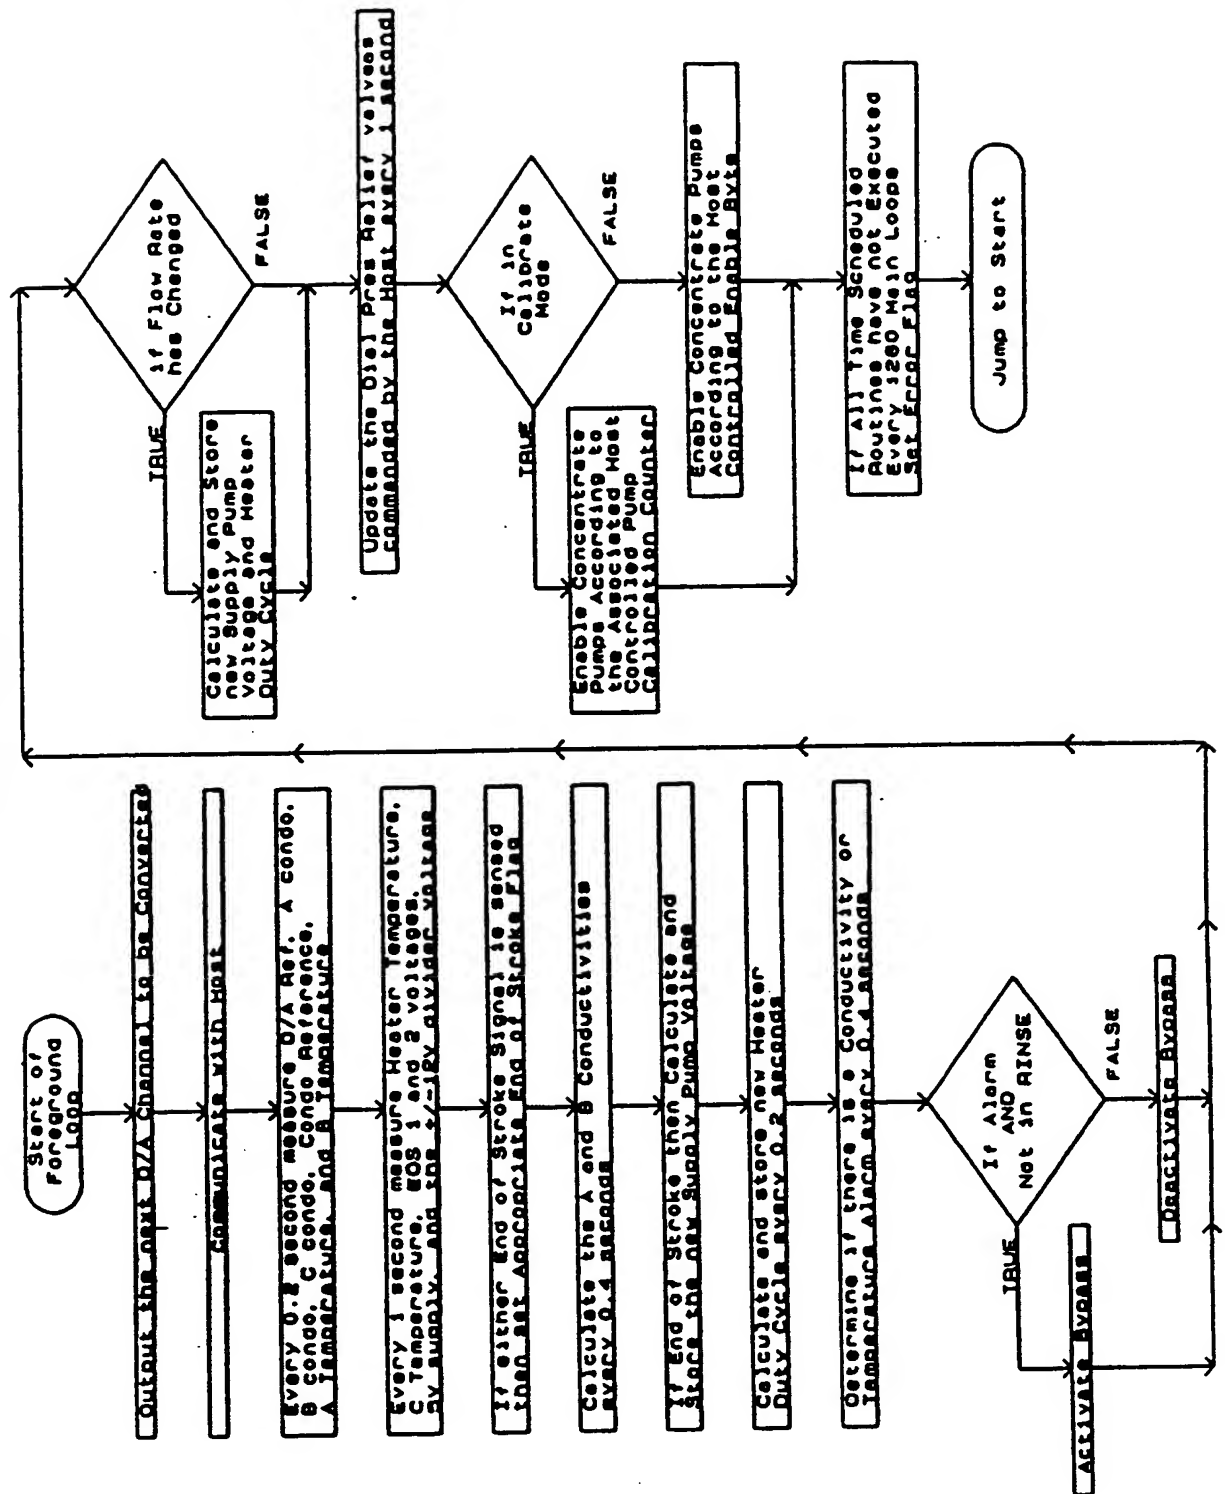 Start of
Foreground
Loop
Output the next D/A Channel to be Converted
Communicate with Host
Every 0.2 second measure D/A Ref, A condo,
B condo, C condo, Condo Reference,
A Temperature, and B Temperature
Every 1 second measure Heater Temperature,
C Temperature, EOS 1 and 2 voltages,
5v supply, and the +/-12v divider voltage
If either End of Stroke Signal is sensed
then set Appropriate End of Stroke Flag
Calculate the A and B Conductivities
every 0.4 seconds
If End of Stroke then Calculate and
Store the new Supply Pump Voltage
Calculate and store new Heater
Duty Cycle every 0.2 seconds
Determine if there is a Conductivity or
Temperature Alarm every 0.4 seconds
If Alarm
AND
Not in RINSE
TRUE
FALSE
Activate Bypass
Deactivate Bypass
if Flow Rate
has Changed
TRUE
FALSE
Calculate and Store
new Supply Pump
Voltage and Heater
Duty Cycle
Update the Dial Pres Relief valves
commanded by the Host every 1 second
If in
Calibrate
Mode
TRUE
FALSE
Enable Concentrate
Pumps According to
the Associated Host
Controlled Pump
Calibration Counter
Enable Concentrate Pumps
According to the Host
Controlled Enable Byte
If All Time Scheduled
Routines have not Executed
Every 1280 Main Loops
Set Error Flag
Jump to Start